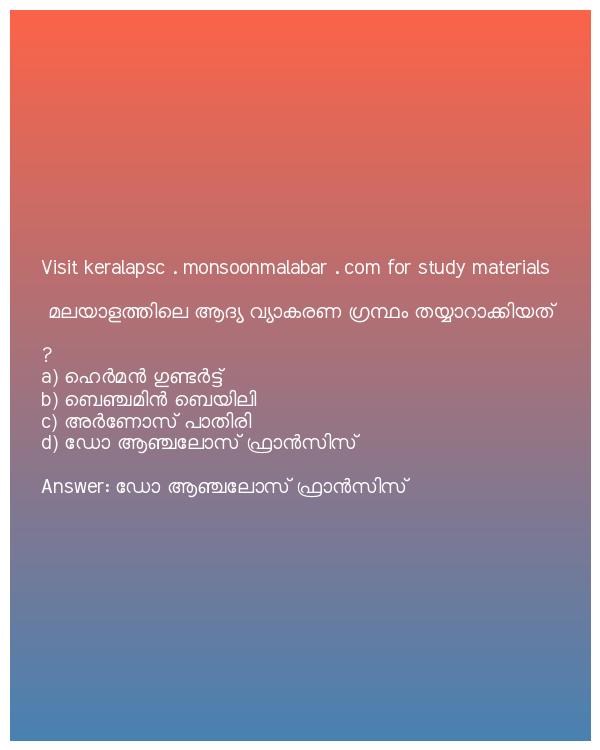 Visit keralapsc . monsoonmalabar . com for study materials
മലയാളത്തിലെ ആദ്യ വ്യാകരണ ഗ്രന്ഥം തയ്യാറാക്കിയത്
?
a) ഹെർമൻ ഗുണ്ടർട്ട്
b) ബെഞ്ചമിൻ ബെയിലി
c) അർണോസ് പാതിരി
d) ഡോ ആഞ്ചലോസ് ഫ്രാൻസിസ്
Answer: ഡോ ആഞ്ചലോസ് ഫ്രാൻസിസ്